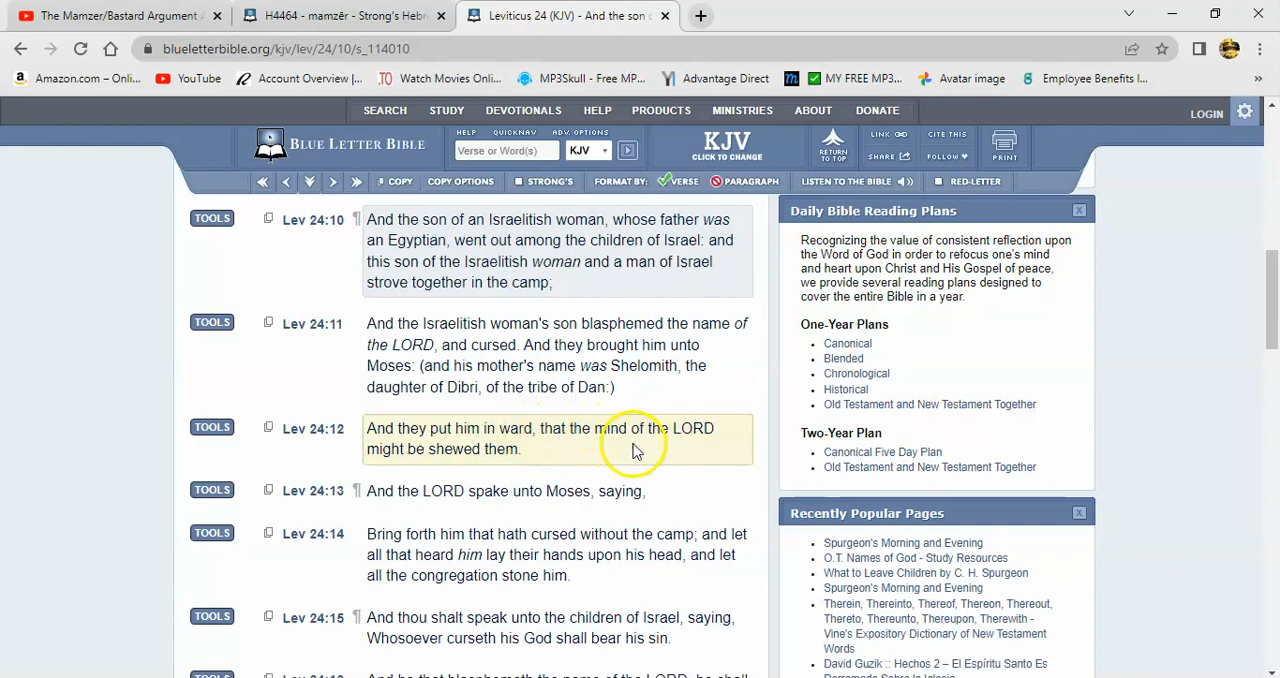 The Mamzer/Bastard Argument
H4464 - mamzēr - Strong's Hebr
Leviticus 24 (KJV) - And the son o
blueletterbible.org/kjv/lev/24/10/s_114010
Amazon.com – Onli...
YouTube
Account Overview |...
Watch Movies Onlin...
MP3Skull - Free MP...
Advantage Direct
MY FREE MP3...
Avatar image
Employee Benefits I...
SEARCH STUDY DEVOTIONALS HELP PRODUCTS MINISTRIES ABOUT DONATE
LOGIN
BLUE LETTER BIBLE
HELP QUICKNAV ADV. OPTIONS
Verse or Word(s) KJV
KJV
CLICK TO CHANGE
RETURN
TO TOP
LINK
SHARE
CITE THIS
FOLLOW
PRINT
COPY COPY OPTIONS STRONG'S FORMAT BY: VERSE PARAGRAPH LISTEN TO THE BIBLE RED-LETTER
TOOLS Lev 24:10 ¶ And the son of an Israelitish woman, whose father was
an Egyptian, went out among the children of Israel: and
this son of the Israelitish woman and a man of Israel
strove together in the camp;
TOOLS Lev 24:11 And the Israelitish woman's son blasphemed the name of
the LORD, and cursed. And they brought him unto
Moses: (and his mother's name was Shelomith, the
daughter of Dibri, of the tribe of Dan:)
TOOLS Lev 24:12 And they put him in ward, that the mind of the LORD
might be shewed them.
TOOLS Lev 24:13 ¶ And the LORD spake unto Moses, saying,
TOOLS Lev 24:14 Bring forth him that hath cursed without the camp; and let
all that heard him lay their hands upon his head, and let
all the congregation stone him.
TOOLS Lev 24:15 ¶ And thou shalt speak unto the children of Israel, saying,
Whosoever curseth his God shall bear his sin.
And he that blasphemeth the name of the LORD, he shall
Daily Bible Reading Plans
Recognizing the value of consistent reflection upon
the Word of God in order to refocus one's mind
and heart upon Christ and His Gospel of peace,
we provide several reading plans designed to
cover the entire Bible in a year.
One-Year Plans
Canonical
Blended
Chronological
Historical
Old Testament and New Testament Together
Two-Year Plan
Canonical Five Day Plan
Old Testament and New Testament Together
Recently Popular Pages
Spurgeon's Morning and Evening
O.T. Names of God - Study Resources
What to Leave Children by C. H. Spurgeon
Spurgeon's Morning and Evening
Therein, Thereinto, Thereof, Thereon, Thereout,
Thereto, Thereunto, Thereupon, Therewith -
Vine's Expository Dictionary of New Testament
Words
David Guzik :: Hechos 2 – El Espíritu Santo Es
Derramado Sobre la Iglesia